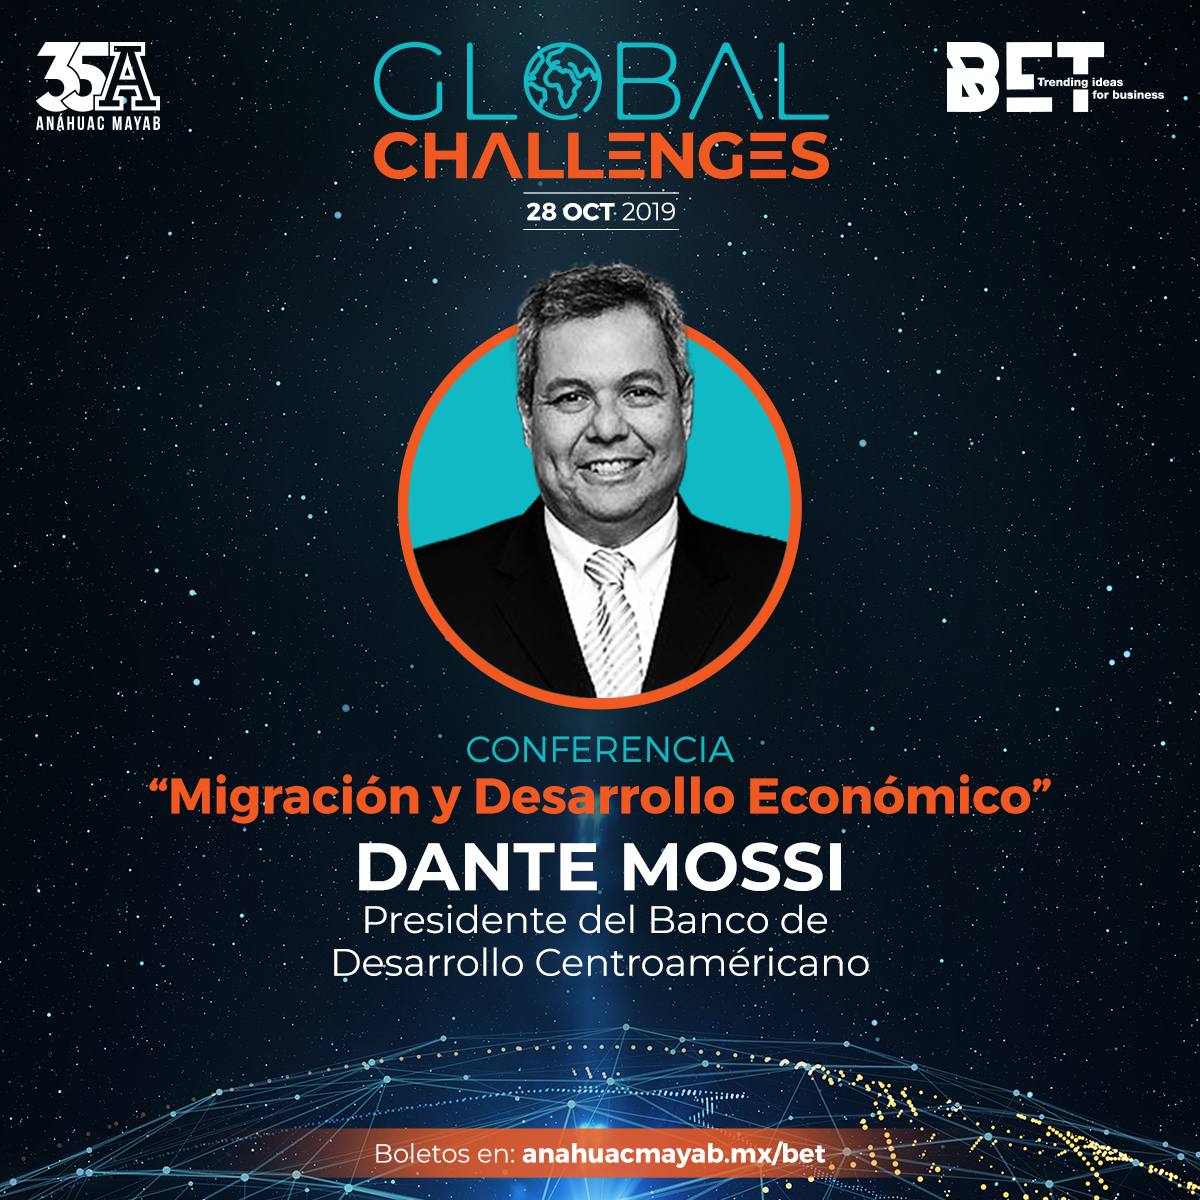 35A
ANÁHUAC MAYAB
GLOBAL
CHALLENGES
28 OCT 2019
BET
Trending ideas
for business
CONFERENCIA
“Migración y Desarrollo Económico”
DANTE MOSSI
Presidente del Banco de
Desarrollo Centroaméricano
Boletos en: anahuacmayab.mx/bet